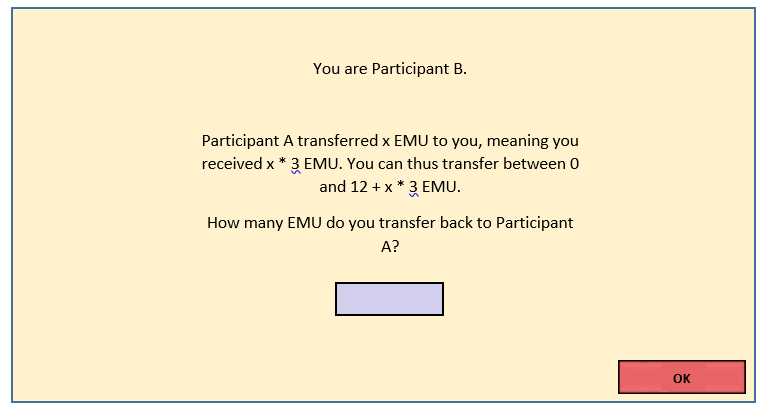 You are Participant B.
Participant A transferred x EMU to you, meaning you
received x * 3 EMU. You can thus transfer between 0
and 12 + x * 3 EMU.
How many EMU do you transfer back to Participant
A?
OK